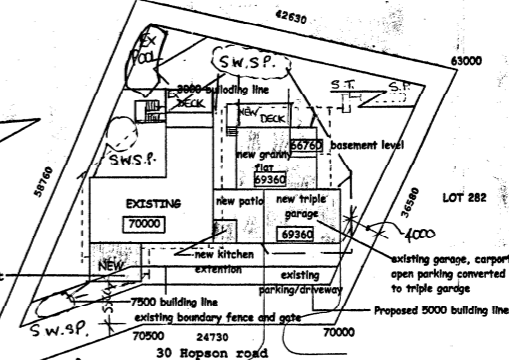 42630
63000
EX
POOL
S.W.S.P.
3000 building line
DECK
S.T.
S.P.
NEW
DECK
66760
basement level
S.W.S.P.
new granny
flat
69360
58760
36580
LOT 282
EXISTING
70000
new patio
new triple
garage
69360
4000
new kitchen
extention
existing
parking/driveway
existing garage, carport
open parking converted
to triple garage
NEW
7500 building line
Proposed 5000 building line
existing boundary fence and gate
S.W.SP.
70500
24730
70000
30 Hopson road